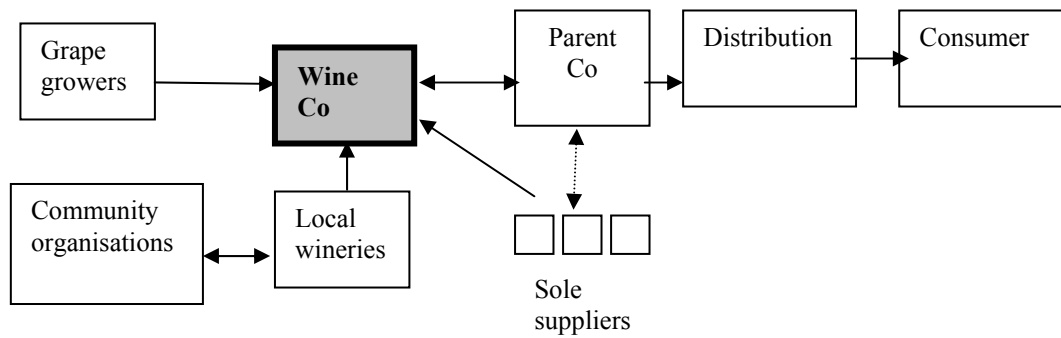 Grape
growers
Wine
Co
Parent
Co
Distribution
Consumer
Community
organisations
Local
wineries
Sole
suppliers